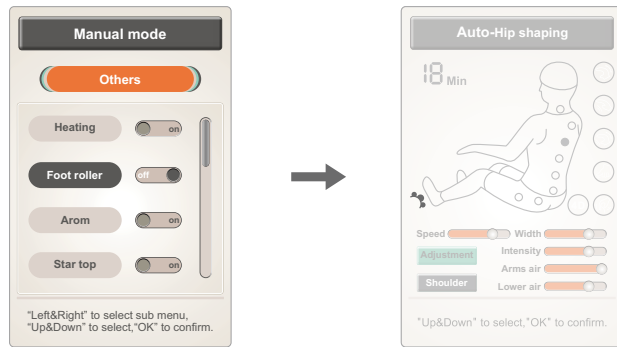 Manual mode
Others
Heating
on
Foot roller
off
Arom
on
Star top
on
"Left&Right" to select sub menu,
"Up&Down" to select,"OK" to confirm.
Auto-Hip shaping
18 Min
Speed
Width
Adjustment
Intensity
Arms air
Shoulder
Lower air
"Up&Down" to select,"OK" to confirm.